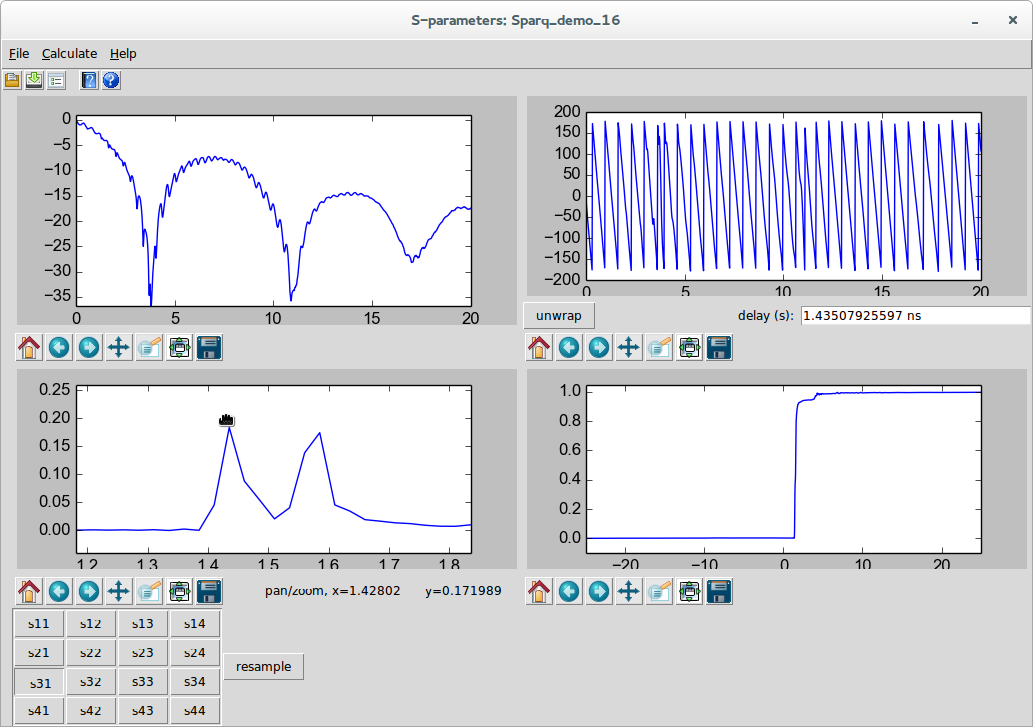 S-parameters: Sparq_demo_16
File Calculate Help
0
−5
−10
−15
−20
−25
−30
−35
0 5 10 15 20
200
150
100
50
0
−50
−100
−150
−200
0 5 10 15 20
unwrap delay (s): 1.43507925597 ns
0.25
0.20
0.15
0.10
0.05
0.00
1.2 1.3 1.4 1.5 1.6 1.7 1.8
1.0
0.8
0.6
0.4
0.2
0.0
−20 −10 0 10 20
pan/zoom, x=1.42802 y=0.171989
s11 s12 s13 s14
s21 s22 s23 s24
resample
s31 s32 s33 s34
s41 s42 s43 s44